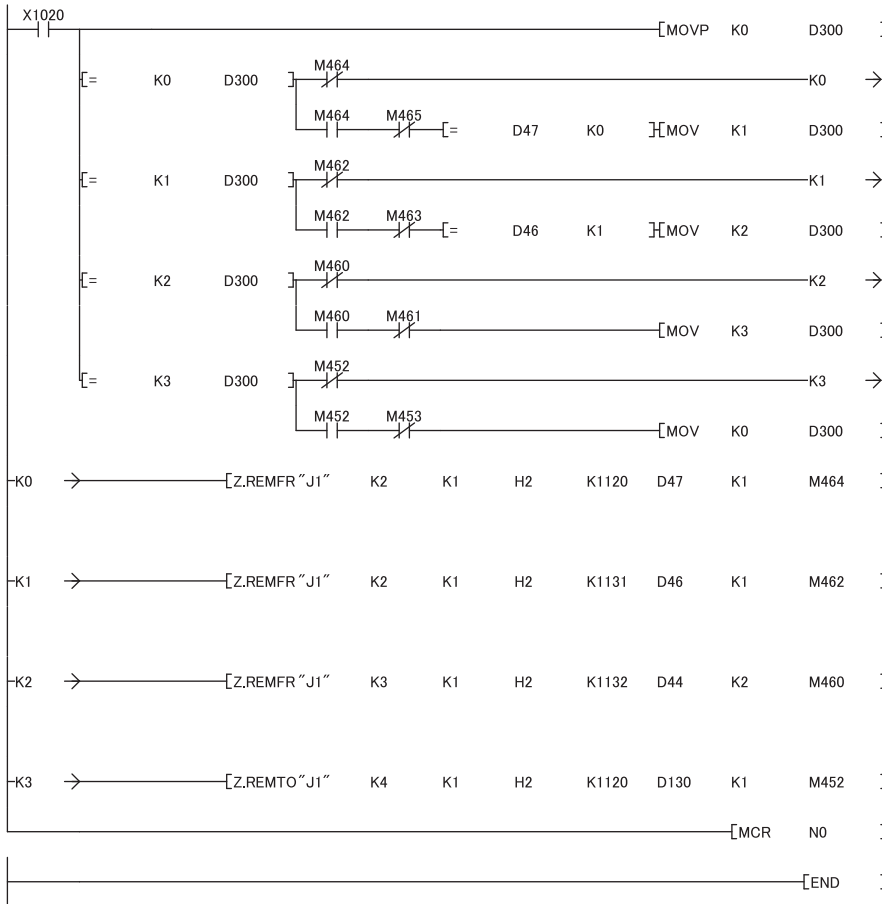 X1020
MOVP K0 D300
M464
= K0 D300 K0
M464 M465
= D47 K0 MOV K1 D300
M462
= K1 D300 K1
M462 M463
= D46 K1 MOV K2 D300
M460
= K2 D300 K2
M460 M461
MOV K3 D300
M452
= K3 D300 K3
M452 M453
MOV K0 D300
K0 Z.REMFR "J1" K2 K1 H2 K1120 D47 K1 M464
K1 Z.REMFR "J1" K2 K1 H2 K1131 D46 K1 M462
K2 Z.REMFR "J1" K3 K1 H2 K1132 D44 K2 M460
K3 Z.REMTO "J1" K4 K1 H2 K1120 D130 K1 M452
MCR N0
END